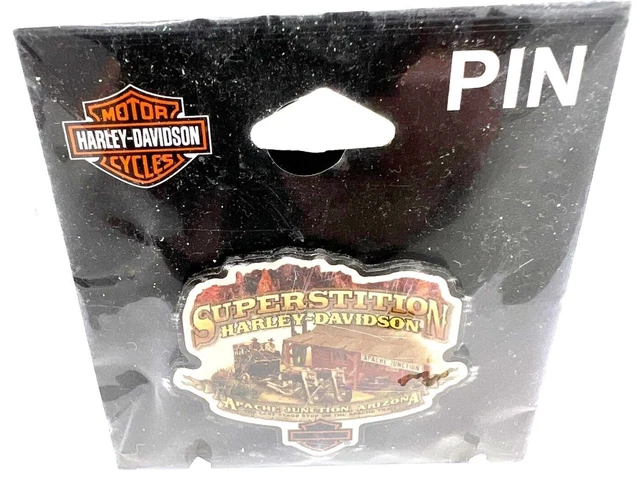 PIN
MOTOR
HARLEY-DAVIDSON
CYCLES
SUPERSTITION
HARLEY-DAVIDSON
APACHE JUNCTION
APACHE JUNCTION, ARIZONA